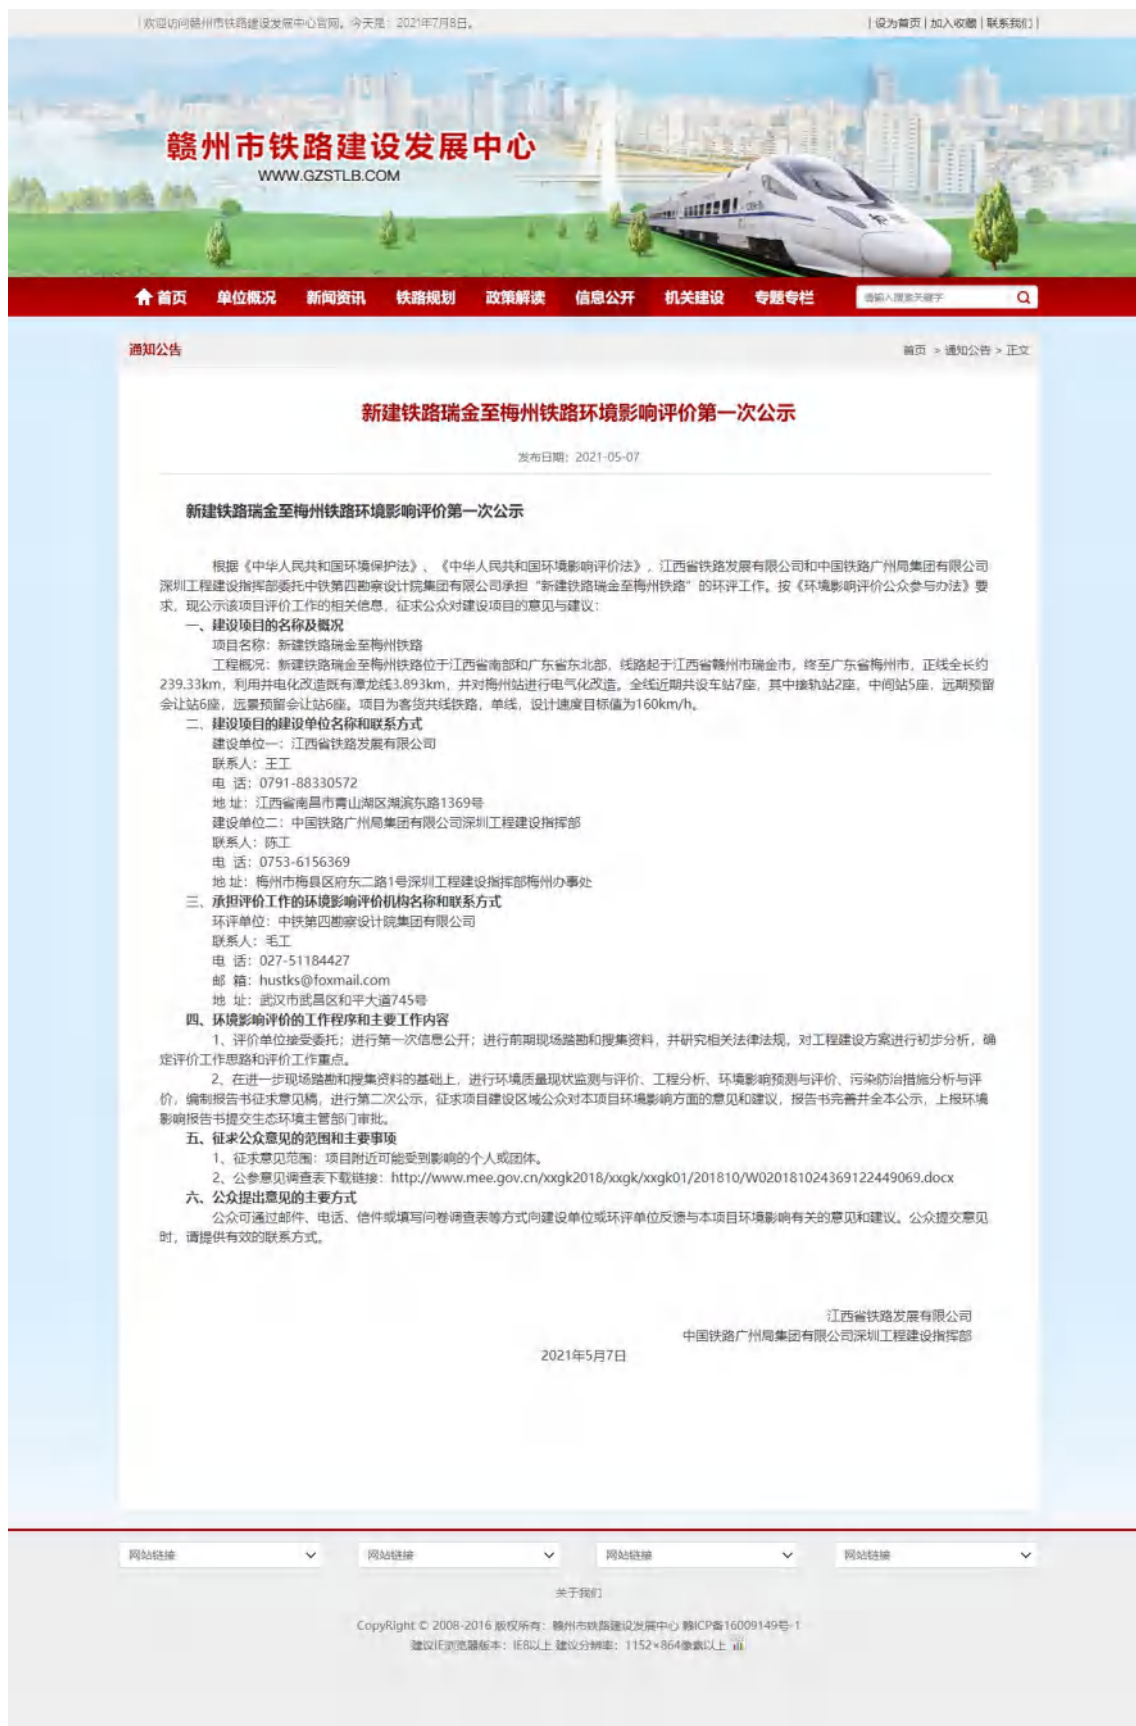 | 欢迎访问赣州市铁路建设发展中心官网。今天是：2021年7月8日。
| 设为首页 | 加入收藏 | 联系我们 |
赣州市铁路建设发展中心
WWW.GZSTLB.COM
首页 单位概况 新闻资讯 铁路规划 政策解读 信息公开 机关建设 专题专栏 请输入搜索关键字
通知公告
首页 > 通知公告 > 正文
新建铁路瑞金至梅州铁路环境影响评价第一次公示
发布日期：2021-05-07
新建铁路瑞金至梅州铁路环境影响评价第一次公示
根据《中华人民共和国环境保护法》、《中华人民共和国环境影响评价法》，江西省铁路发展有限公司和中国铁路广州局集团有限公司
深圳工程建设指挥部委托中铁第四勘察设计院集团有限公司承担“新建铁路瑞金至梅州铁路”的环评工作。按《环境影响评价公众参与办法》要
求，现公示该项目评价工作的相关信息，征求公众对建设项目的意见与建议：
一、建设项目的名称及概况
项目名称：新建铁路瑞金至梅州铁路
工程概况：新建铁路瑞金至梅州铁路位于江西省南部和广东省东北部，线路起于江西省赣州市瑞金市，终至广东省梅州市，正线全长约
239.33km，利用并电化改造既有漳龙线3.893km，并对梅州站进行电气化改造。全线近期共设车站7座，其中接轨站2座，中间站5座，远期预留
会让站6座，远景预留会让站6座。项目为客货共线铁路，单线，设计速度目标值为160km/h。
二、建设项目的建设单位名称和联系方式
建设单位一：江西省铁路发展有限公司
联系人：王工
电 话：0791-88330572
地 址：江西省南昌市青山湖区湖滨东路1369号
建设单位二：中国铁路广州局集团有限公司深圳工程建设指挥部
联系人：陈工
电 话：0753-6156369
地 址：梅州市梅县区府东二路1号深圳工程建设指挥部梅州办事处
三、承担评价工作的环境影响评价机构名称和联系方式
环评单位：中铁第四勘察设计院集团有限公司
联系人：毛工
电 话：027-51184427
邮 箱：hustks@foxmail.com
地 址：武汉市武昌区和平大道745号
四、环境影响评价的工作程序和主要工作内容
1、评价单位接受委托；进行第一次信息公开；进行前期现场踏勘和搜集资料，并研究相关法律法规，对工程建设方案进行初步分析，确
定评价工作思路和评价工作重点。
2、在进一步现场踏勘和搜集资料的基础上，进行环境质量现状监测与评价、工程分析、环境影响预测与评价、污染防治措施分析与评
价，编制报告书征求意见稿，进行第二次公示，征求项目建设区域公众对本项目环境影响方面的意见和建议，报告书完善并全本公示，上报环境
影响报告书提交生态环境主管部门审批。
五、征求公众意见的范围和主要事项
1、征求意见范围：项目附近可能受到影响的个人或团体。
2、公参意见调查表下载链接：http://www.mee.gov.cn/xxgk2018/xxgk/xxgk01/201810/W020181024369122449069.docx
六、公众提出意见的主要方式
公众可通过邮件、电话、信件或填写问卷调查表等方式向建设单位或环评单位反馈与本项目环境影响有关的意见和建议。公众提交意见
时，请提供有效的联系方式。
江西省铁路发展有限公司
中国铁路广州局集团有限公司深圳工程建设指挥部
2021年5月7日
网站链接 网站链接 网站链接 网站链接
关于我们
CopyRight © 2008-2016 版权所有：赣州市铁路建设发展中心 赣ICP备16009149号-1
建议IE浏览器版本：IE8以上 建议分辨率：1152×864像素以上